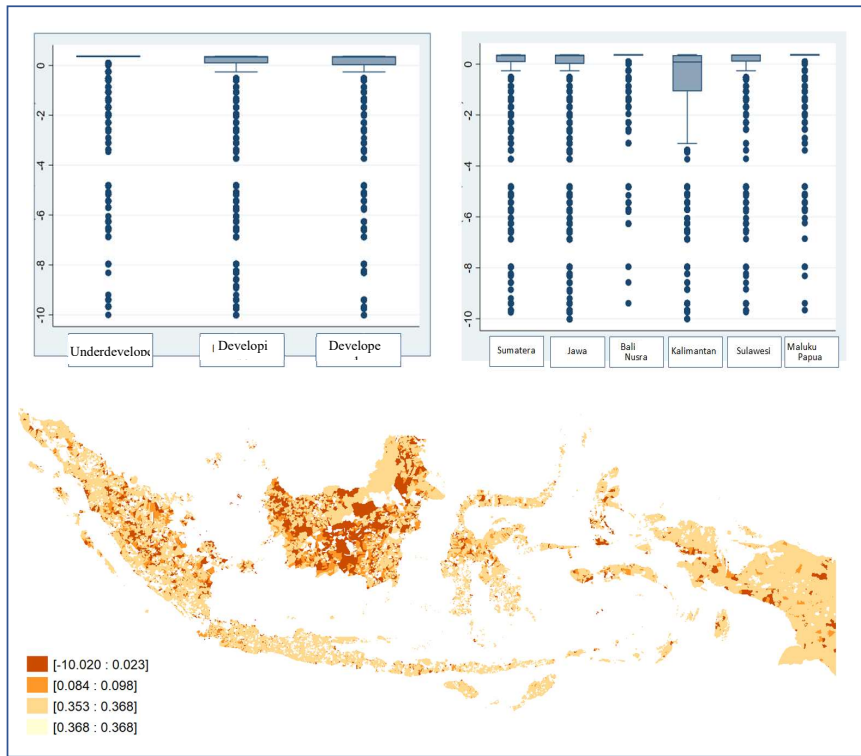 0
-2
-4
-6
-8
-10
Underdevelope
Developi
Develope
0
-2
-4
-6
-8
-10
Sumatera
Jawa
Bali
Nusra
Kalimantan
Sulawesi
Maluku
Papua
[-10.020 : 0.023]
[0.084 : 0.098]
[0.353 : 0.368]
[0.368 : 0.368]